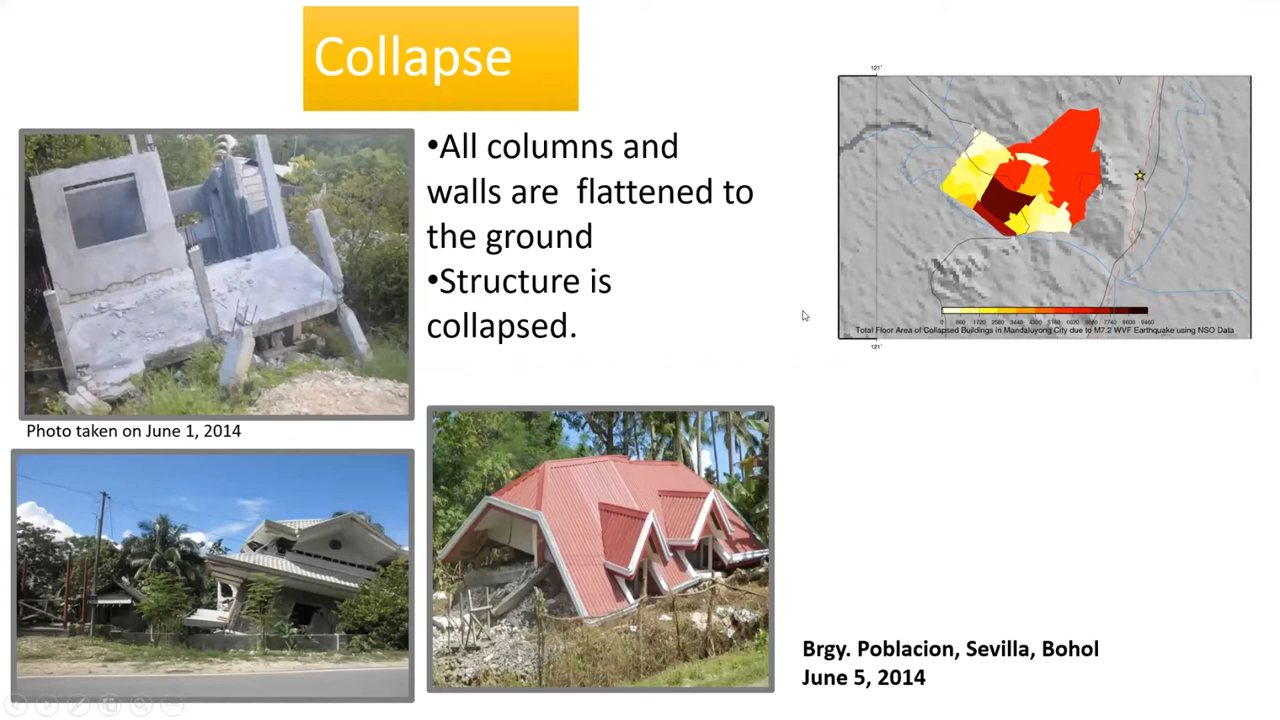 Collapse
•All columns and
walls are flattened to
the ground
•Structure is
collapsed.
Photo taken on June 1, 2014
121°
Total Floor Area of Collapsed Buildings in Mandaluyong City due to M7.2 WVF Earthquake using NSO Data
121°
Brgy. Poblacion, Sevilla, Bohol
June 5, 2014